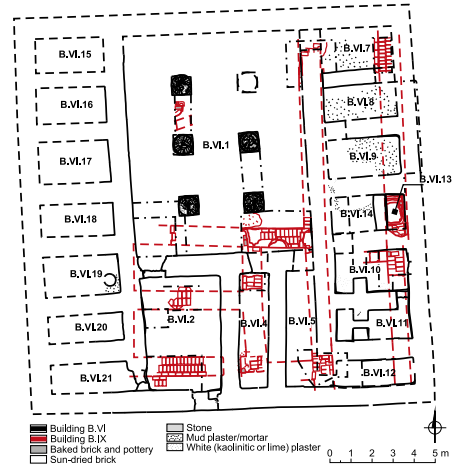 B.VI.15
B.VI.7
B.VI.16
B.VI.8
B.VI.1
B.VI.17
B.VI.9
B.VI.13
B.VI.18
B.VI.14
B.VI.19
B.VI.10
B.VI.20
B.VI.2
B.VI.4
B.VI.5
B.VI.11
B.VI.21
B.VI.12
Building B.VI
Building B.IX
Baked brick and pottery
Sun-dried brick
Stone
Mud plaster/mortar
White (kaolinitic or lime) plaster
0 1 2 3 4 5 m